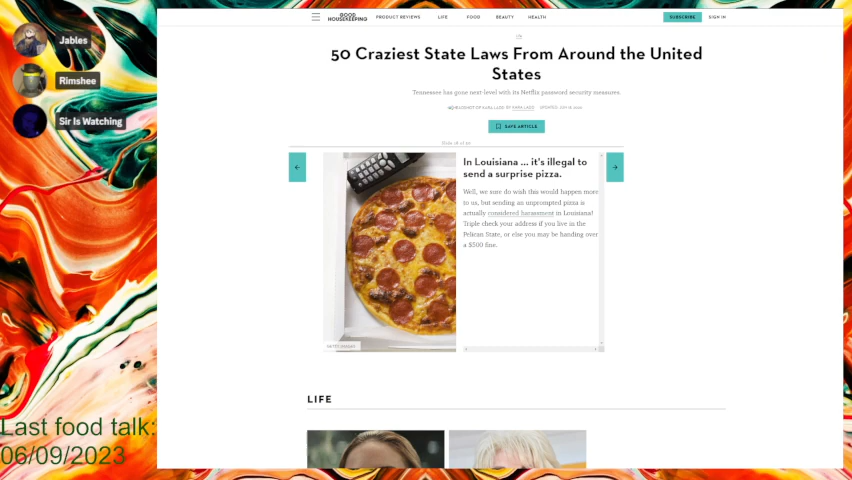 Jables
Rimshee
Sir Is Watching
Last food talk:
06/09/2023
GOOD
HOUSEKEEPING
PRODUCT REVIEWS
LIFE
FOOD
BEAUTY
HEALTH
SUBSCRIBE
SIGN IN
50 Craziest State Laws From Around the United
States
Tennessee has gone next-level with its Netflix password security measures.
BY KARA LADD
SAVE ARTICLE
In Louisiana ... it's illegal to
send a surprise pizza.
Well, we sure do wish this would happen more
to us, but sending an unprompted pizza is
actually considered harassment in Louisiana!
Triple check your address if you live in the
Pelican State, or else you may be handing over
a $500 fine.
GETTY IMAGES
LIFE